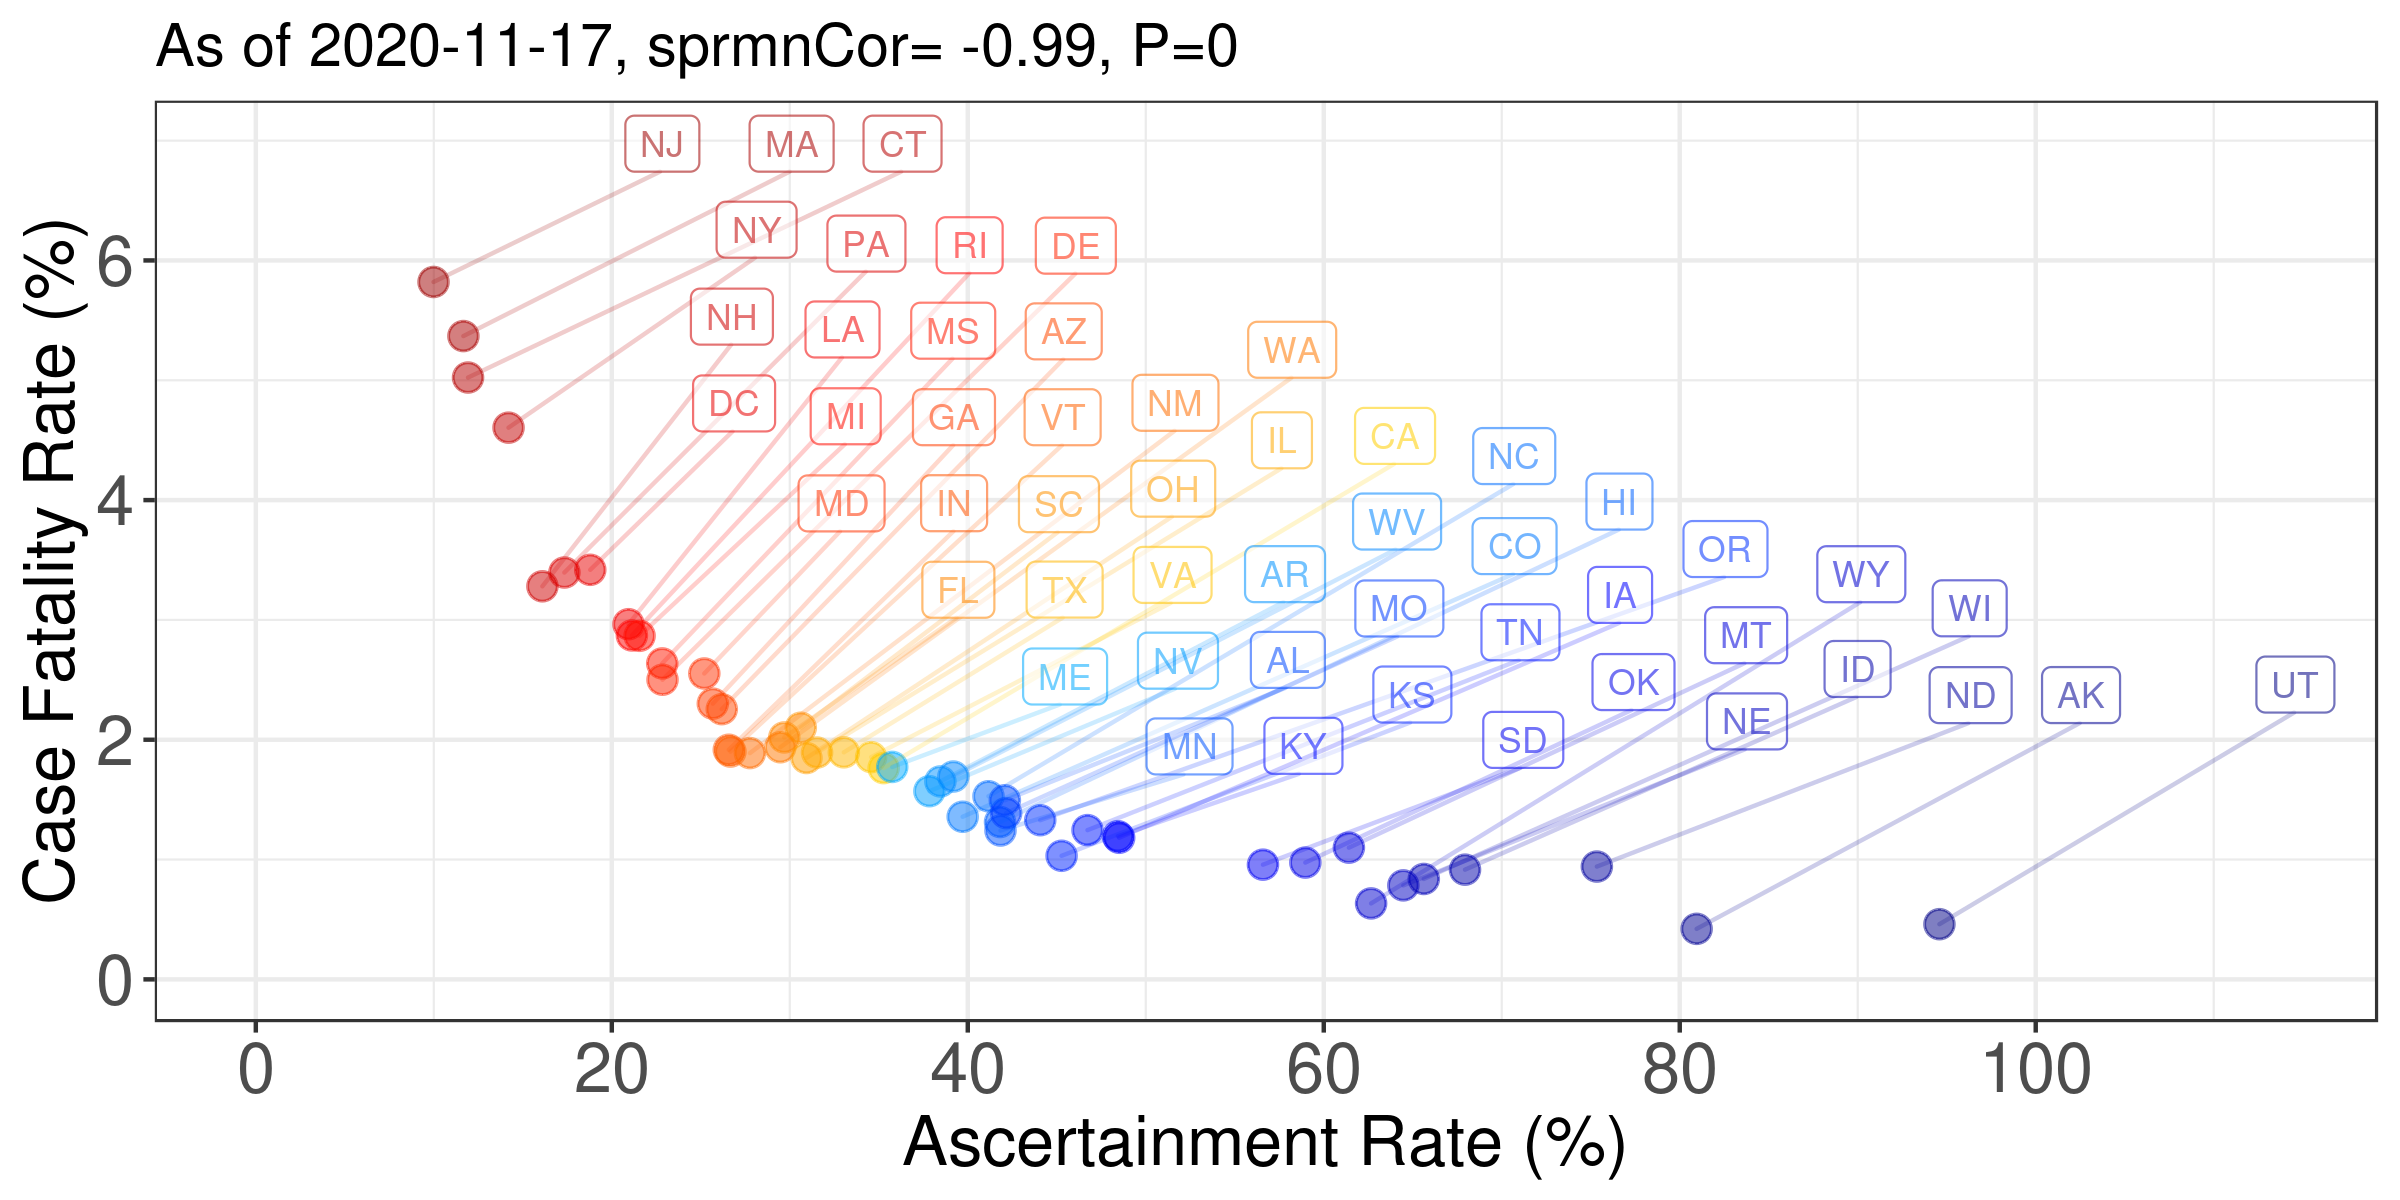 As of 2020-11-17, sprmnCor= -0.99, P=0
NJ MA CT
NY PA RI DE
NH LA MS AZ WA
DC MI GA VT NM IL CA NC
MD IN SC OH WV CO HI OR
FL TX VA AR MO TN IA MT WY WI
ME NV AL KS OK NE ID ND AK UT
MN KY SD
6
4
2
0
Case Fatality Rate (%)
0 20 40 60 80 100
Ascertainment Rate (%)